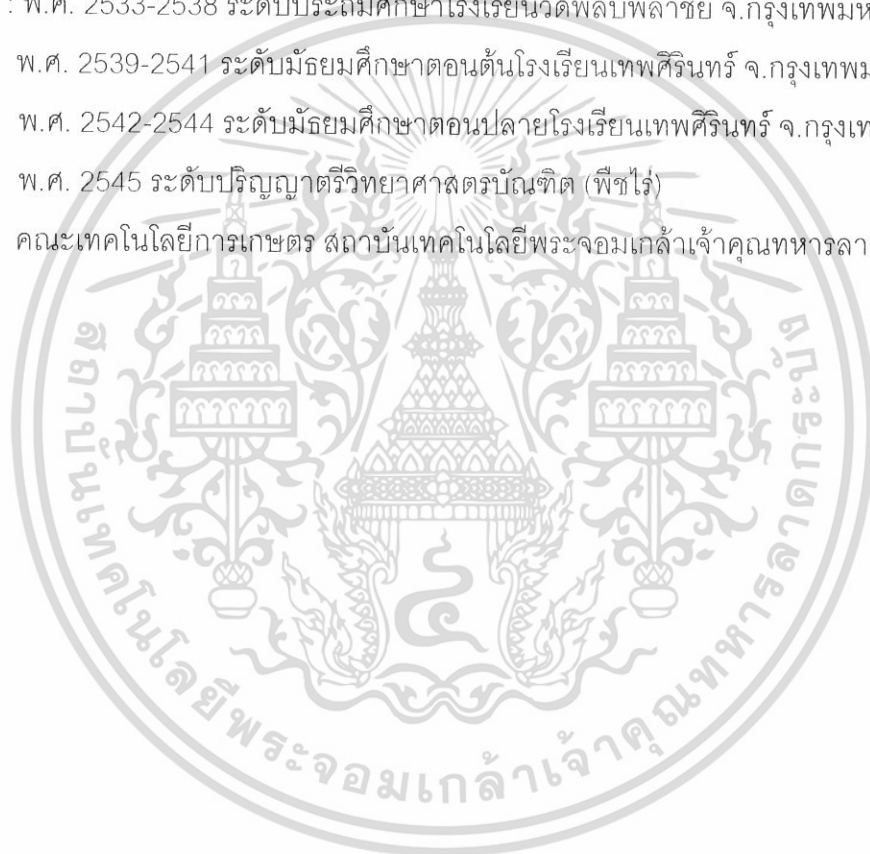 : พ.ศ. 2533-2538 ระดับประถมศึกษาโรงเรียนวัดพลับพลาชัย จ.กรุงเทพมห
พ.ศ. 2539-2541 ระดับมัธยมศึกษาตอนต้นโรงเรียนเทพศิรินทร์ จ.กรุงเทพม
พ.ศ. 2542-2544 ระดับมัธยมศึกษาตอนปลายโรงเรียนเทพศิรินทร์ จ.กรุงเท
พ.ศ. 2545 ระดับปริญญาตรีวิทยาศาสตรบัณฑิต (พืชไร่)
คณะเทคโนโลยีการเกษตร สถาบันเทคโนโลยีพระจอมเกล้าเจ้าคุณทหารลา
สถาบันเทคโนโลยีพระจอมเกล้าเจ้าคุณทหารลาดกระบัง